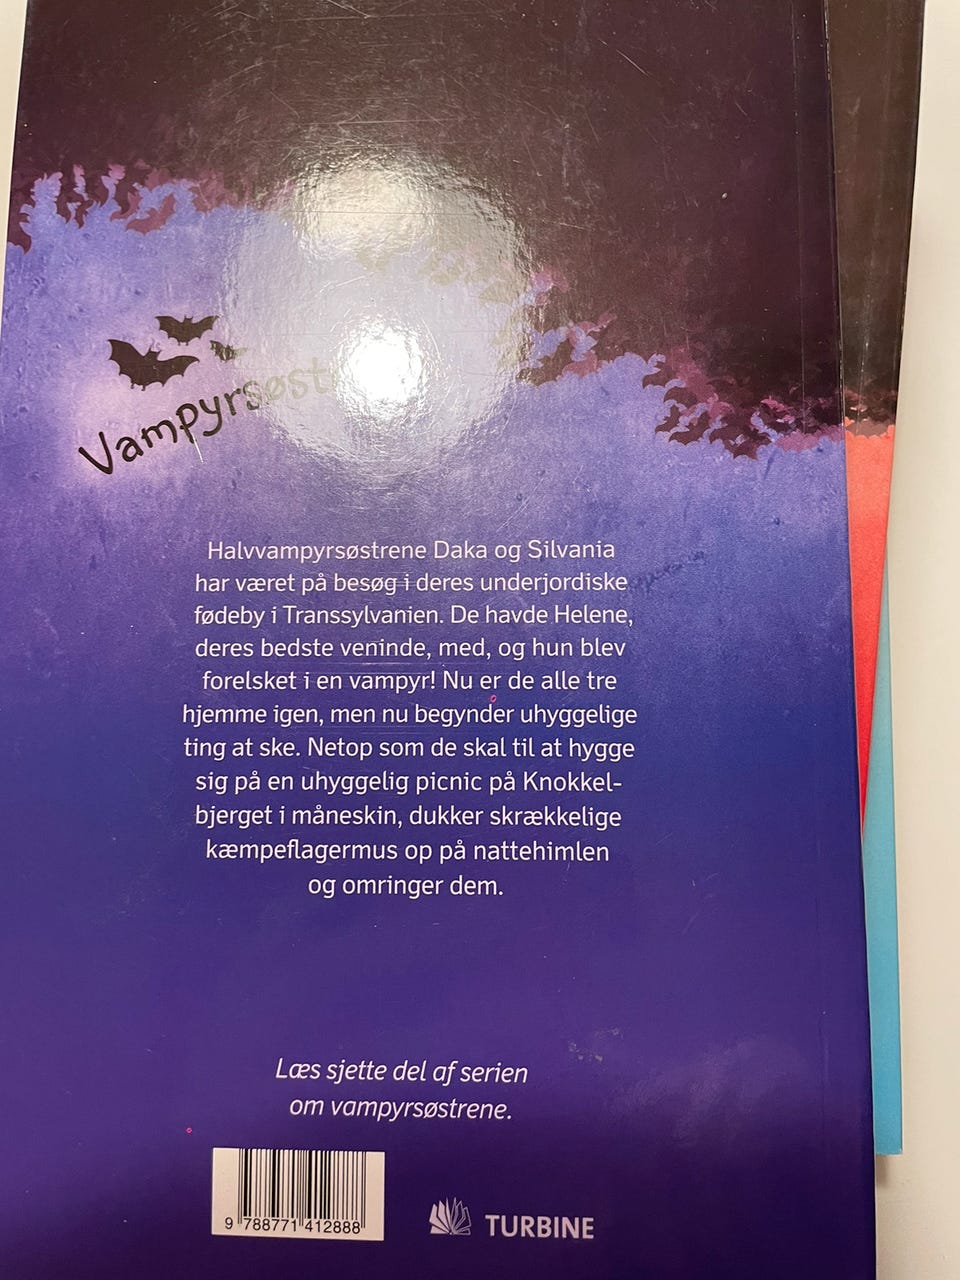 Vampyrsøst
Halvvampyrsøstrene Daka og Silvania
har været på besøg i deres underjordiske
fødeby i Transsylvanien. De havde Helene,
deres bedste veninde, med, og hun blev
forelsket i en vampyr! Nu er de alle tre
hjemme igen, men nu begynder uhyggelige
ting at ske. Netop som de skal til at hygge
sig på en uhyggelig picnic på Knokkel-
bjerget i måneskin, dukker skrækkelige
kæmpeflagermus op på nattehimlen
og omringer dem.
Læs sjette del af serien
om vampyrsøstrene.
9 788771 412888
TURBINE